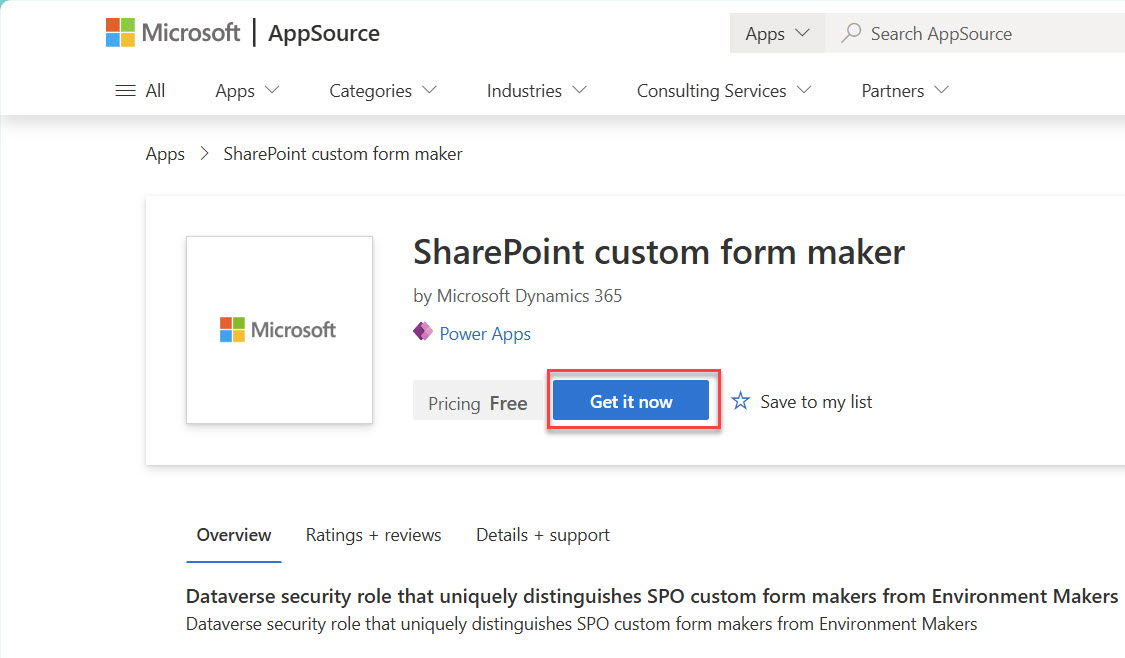 Microsoft | AppSource
Apps
Search AppSource
All
Apps
Categories
Industries
Consulting Services
Partners
Apps > SharePoint custom form maker
Microsoft
SharePoint custom form maker
by Microsoft Dynamics 365
Power Apps
Pricing Free
Get it now
Save to my list
Overview
Ratings + reviews
Details + support
Dataverse security role that uniquely distinguishes SPO custom form makers from Environment Makers
Dataverse security role that uniquely distinguishes SPO custom form makers from Environment Makers